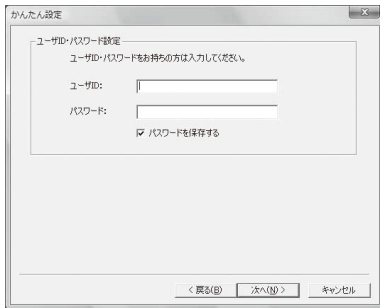 かんたん設定
ユーザID・パスワード設定
ユーザID・パスワードをお持ちの方は入力してください。
ユーザID:
パスワード:
パスワードを保存する
< 戻る(B)
次へ(N) >
キャンセル